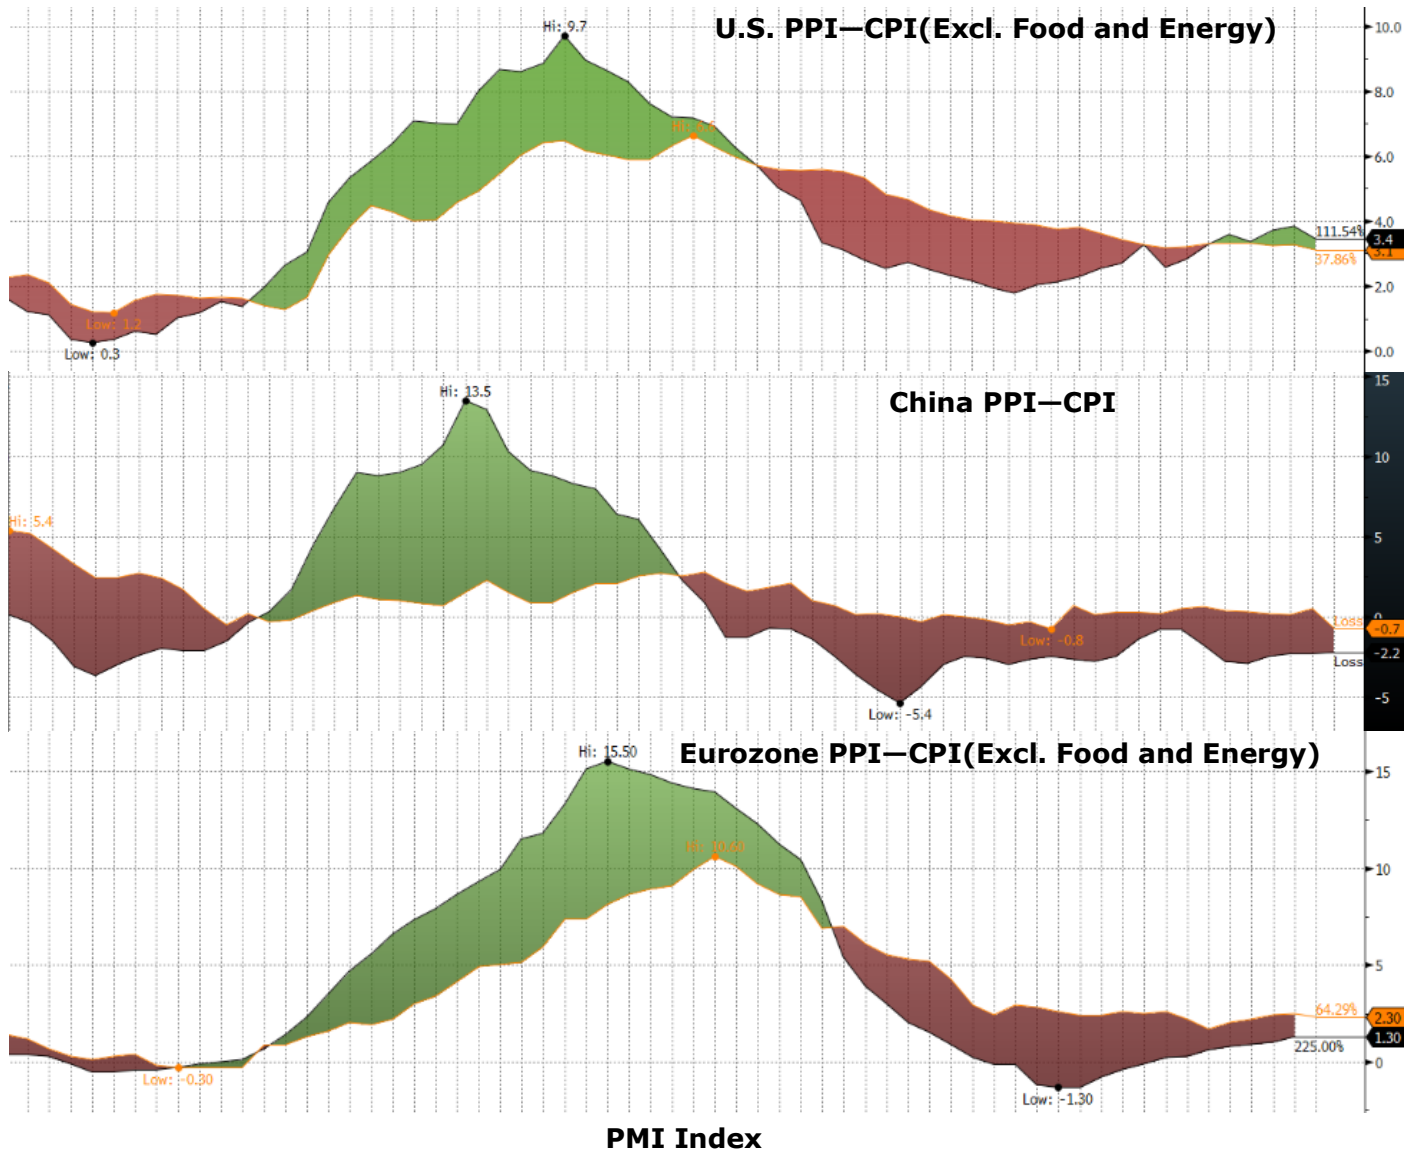 Hi: 9.7
U.S. PPI—CPI(Excl. Food and Energy)
10.0
8.0
Hi: 6.6
6.0
4.0
111.54%
3.4
3.1
37.86%
2.0
Low: 1.2
Low: 0.3
0.0
15
Hi: 13.5
China PPI—CPI
10
Hi: 5.4
5
0
Loss
-0.7
Low: -0.8
-2.2
Loss
-5
Low: -5.4
Hi: 15.50
Eurozone PPI—CPI(Excl. Food and Energy)
15
Hi: 10.60
10
5
64.29%
2.30
1.30
225.00%
0
Low: -0.30
Low: -1.30
PMI Index